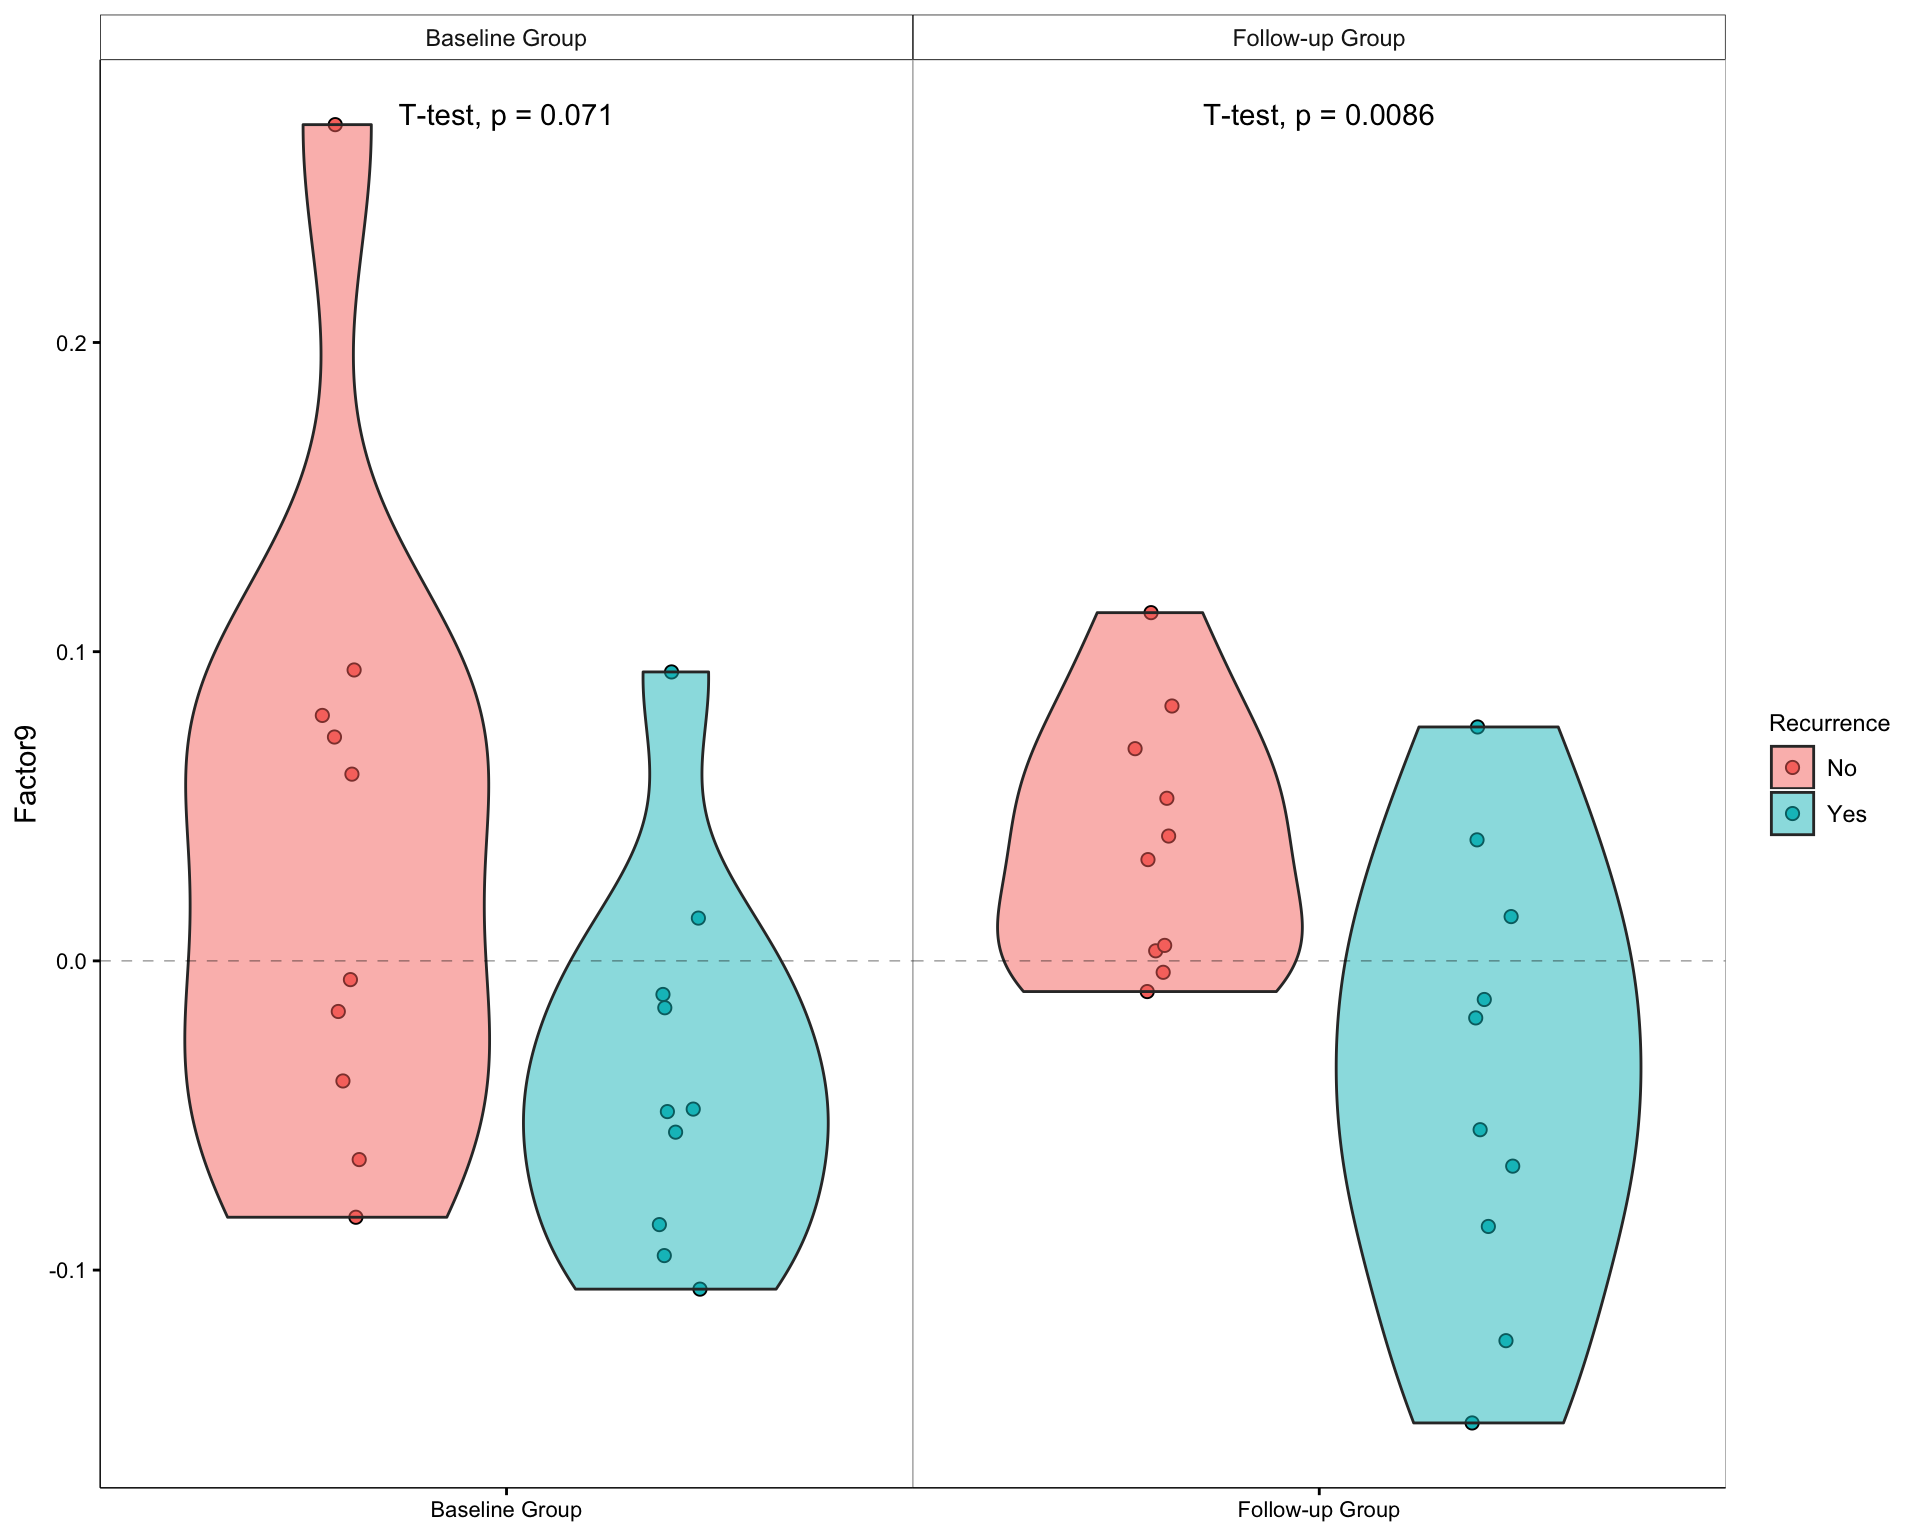 Baseline Group
Follow-up Group
T-test, p = 0.071
T-test, p = 0.0086
0.2
0.1
0.0
-0.1
Factor9
Recurrence
No
Yes
Baseline Group
Follow-up Group